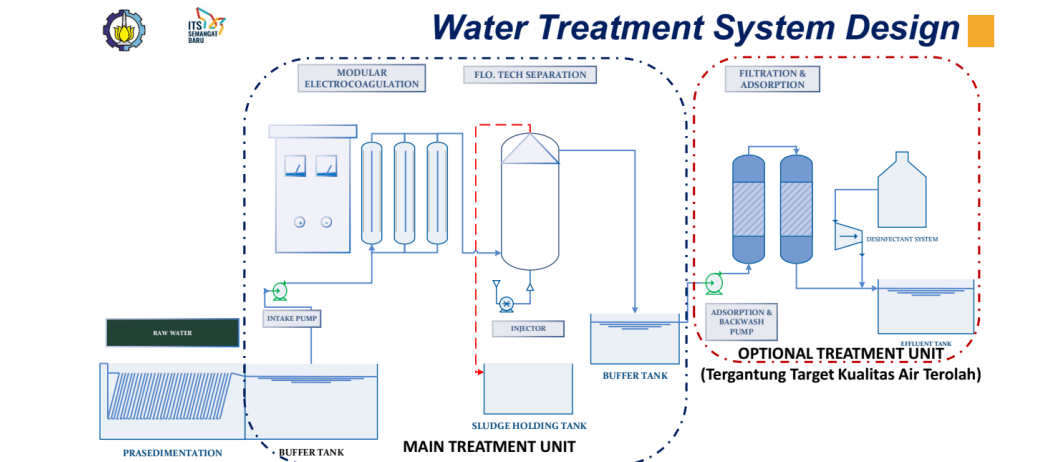 ITS
SEMANGAT
BARU
Water Treatment System Design
MODULAR
ELECTROCOAGULATION
FLO. TECH SEPARATION
FILTRATION &
ADSORPTION
DESINFECTANT SYSTEM
INTAKE PUMP
INJECTOR
ADSORPTION &
BACKWASH
PUMP
RAW WATER
EFFLUENT TANK
OPTIONAL TREATMENT UNIT
(Tergantung Target Kualitas Air Terolah)
BUFFER TANK
SLUDGE HOLDING TANK
MAIN TREATMENT UNIT
PRASEDIMENTATION
BUFFER TANK